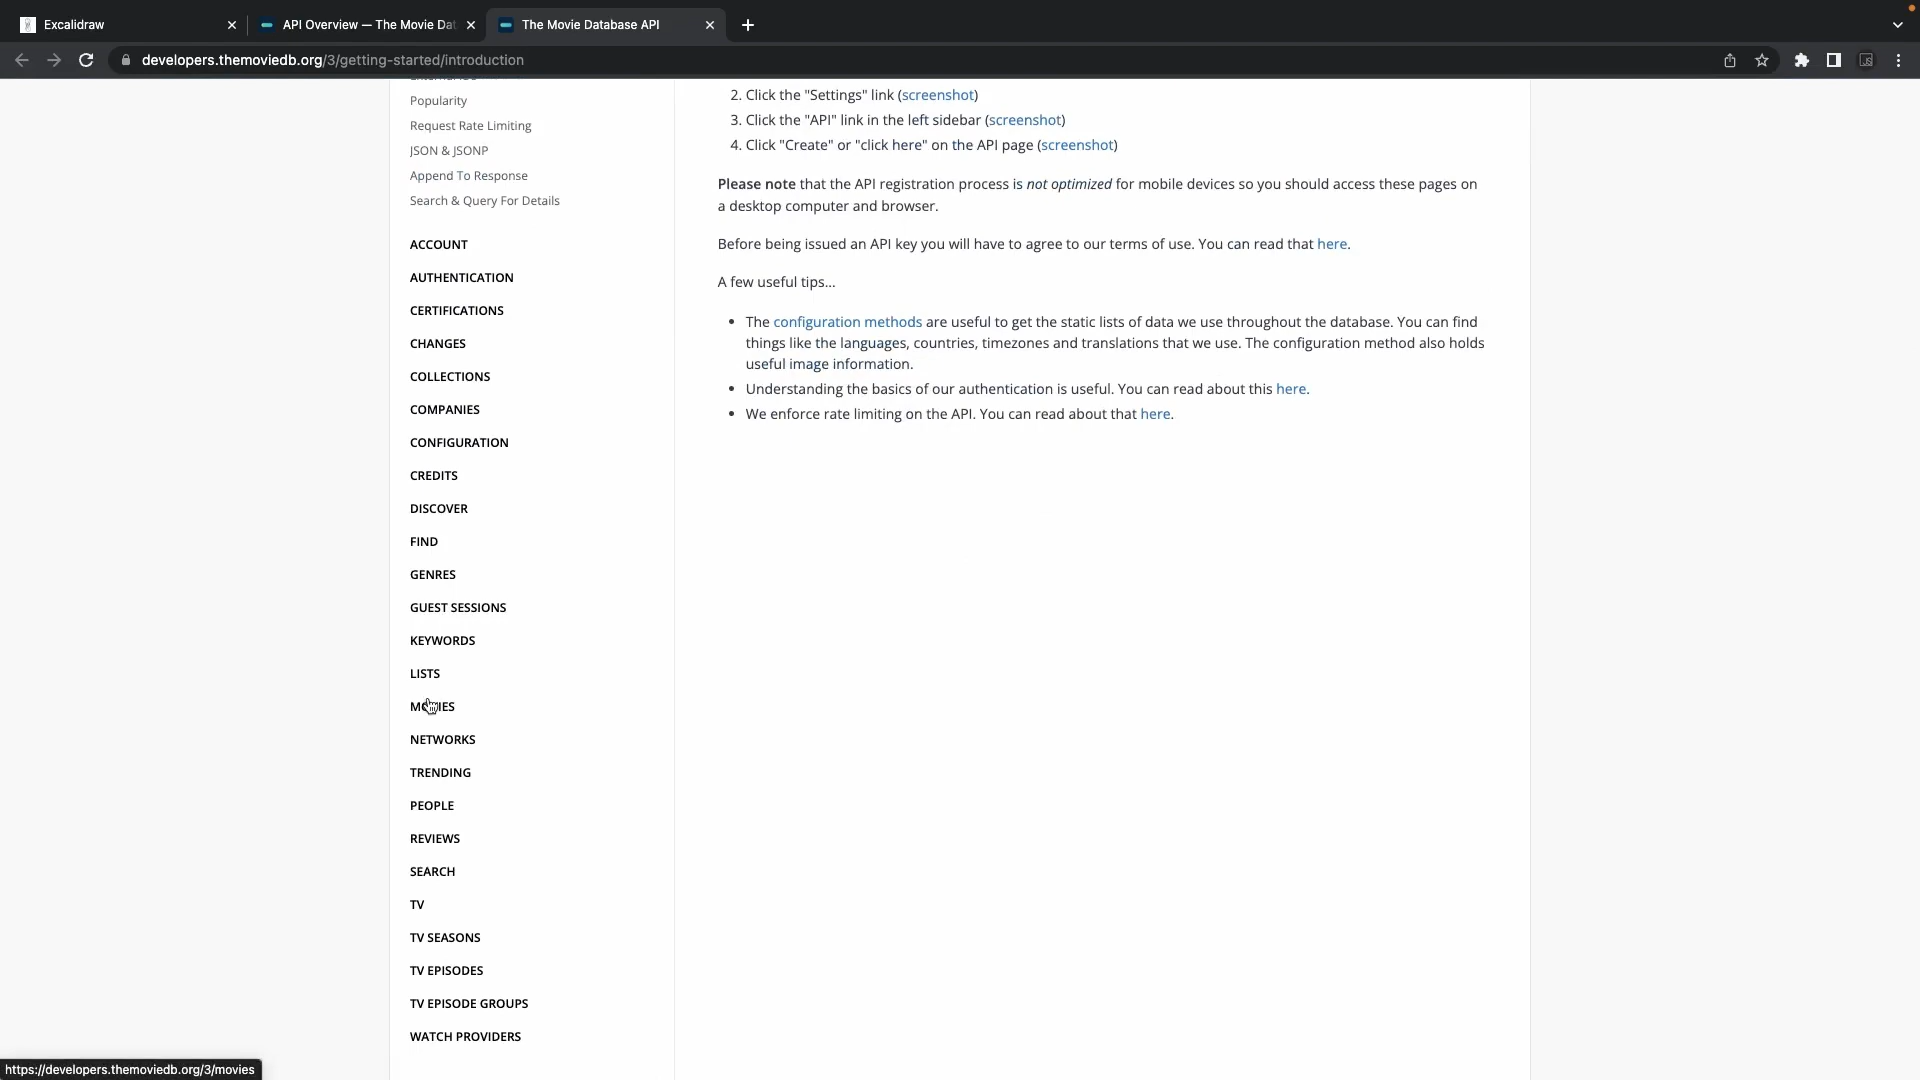 Excalidraw
API Overview — The Movie Dat
The Movie Database API
developers.themoviedb.org/3/getting-started/introduction
Popularity
Request Rate Limiting
JSON & JSONP
Append To Response
Search & Query For Details
ACCOUNT
AUTHENTICATION
CERTIFICATIONS
CHANGES
COLLECTIONS
COMPANIES
CONFIGURATION
CREDITS
DISCOVER
FIND
GENRES
GUEST SESSIONS
KEYWORDS
LISTS
MOVIES
NETWORKS
TRENDING
PEOPLE
REVIEWS
SEARCH
TV
TV SEASONS
TV EPISODES
TV EPISODE GROUPS
WATCH PROVIDERS
2. Click the "Settings" link (screenshot)
3. Click the "API" link in the left sidebar (screenshot)
4. Click "Create" or "click here" on the API page (screenshot)
Please note that the API registration process is not optimized for mobile devices so you should access these pages on
a desktop computer and browser.
Before being issued an API key you will have to agree to our terms of use. You can read that here.
A few useful tips...
• The configuration methods are useful to get the static lists of data we use throughout the database. You can find
things like the languages, countries, timezones and translations that we use. The configuration method also holds
useful image information.
• Understanding the basics of our authentication is useful. You can read about this here.
• We enforce rate limiting on the API. You can read about that here.
https://developers.themoviedb.org/3/movies